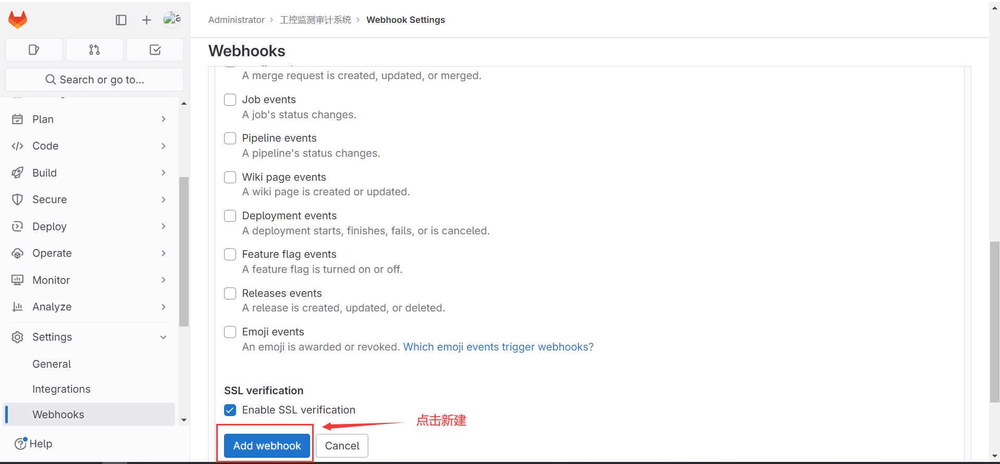 Administrator
工控监测审计系统
Webhook Settings
Search or go to...
Plan
Code
Build
Secure
Deploy
Operate
Monitor
Analyze
Settings
General
Integrations
Webhooks
Help
Webhooks
A merge request is created, updated, or merged.
Job events
A job's status changes.
Pipeline events
A pipeline's status changes.
Wiki page events
A wiki page is created or updated.
Deployment events
A deployment starts, finishes, fails, or is canceled.
Feature flag events
A feature flag is turned on or off.
Releases events
A release is created, updated, or deleted.
Emoji events
An emoji is awarded or revoked. Which emoji events trigger webhooks?
SSL verification
Enable SSL verification
点击新建
Add webhook
Cancel